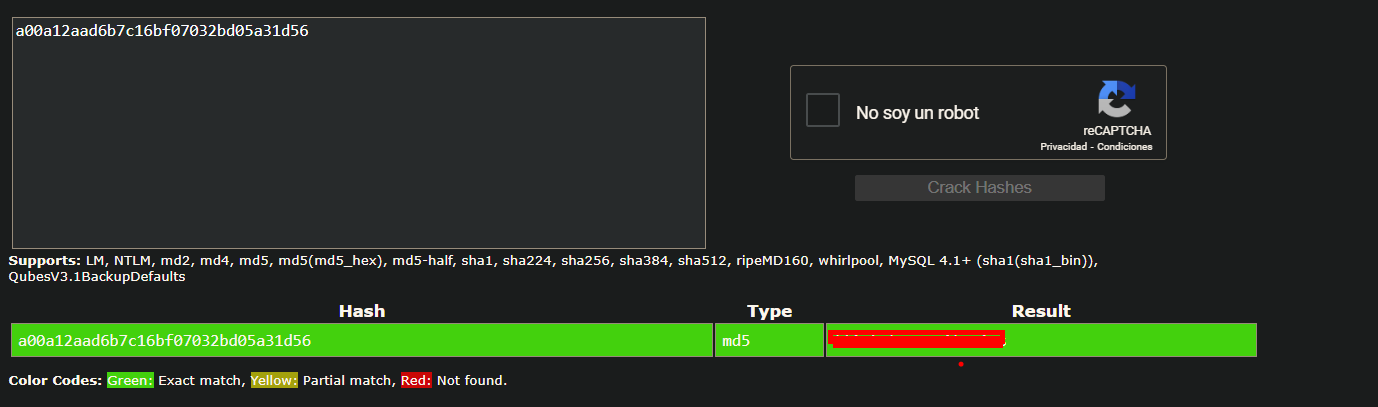 a00a12aad6b7c16bf07032bd05a31d56
No soy un robot
reCAPTCHA
Privacidad - Condiciones
Crack Hashes
Supports: LM, NTLM, md2, md4, md5, md5(md5_hex), md5-half, sha1, sha224, sha256, sha384, sha512, ripeMD160, whirlpool, MySQL 4.1+ (sha1(sha1_bin)),
QubesV3.1BackupDefaults
Hash Type Result
a00a12aad6b7c16bf07032bd05a31d56 md5
Color Codes: Green: Exact match, Yellow: Partial match, Red: Not found.